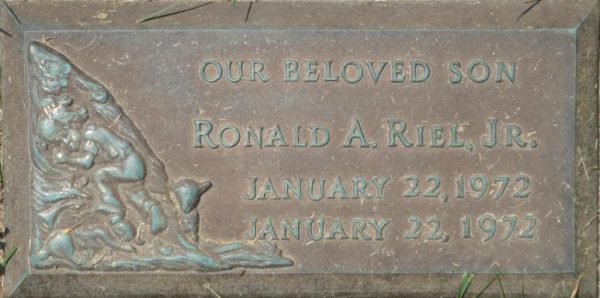 OUR BELOVED SON
RONALD A. RIEL, JR.
JANUARY 22, 1972
JANUARY 22, 1972